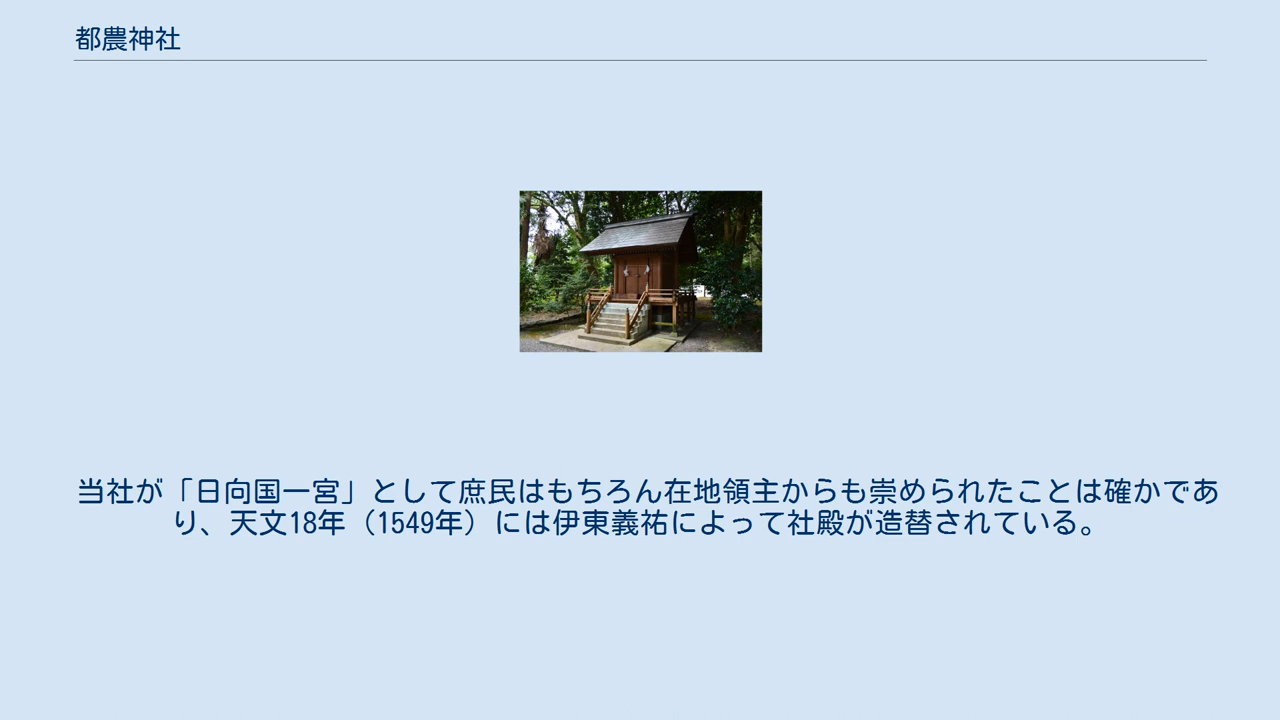 都農神社
当社が「日向国一宮」として庶民はもちろん在地領主からも崇められたことは確かであ
り、天文18年（1549年）には伊東義祐によって社殿が造替されている。